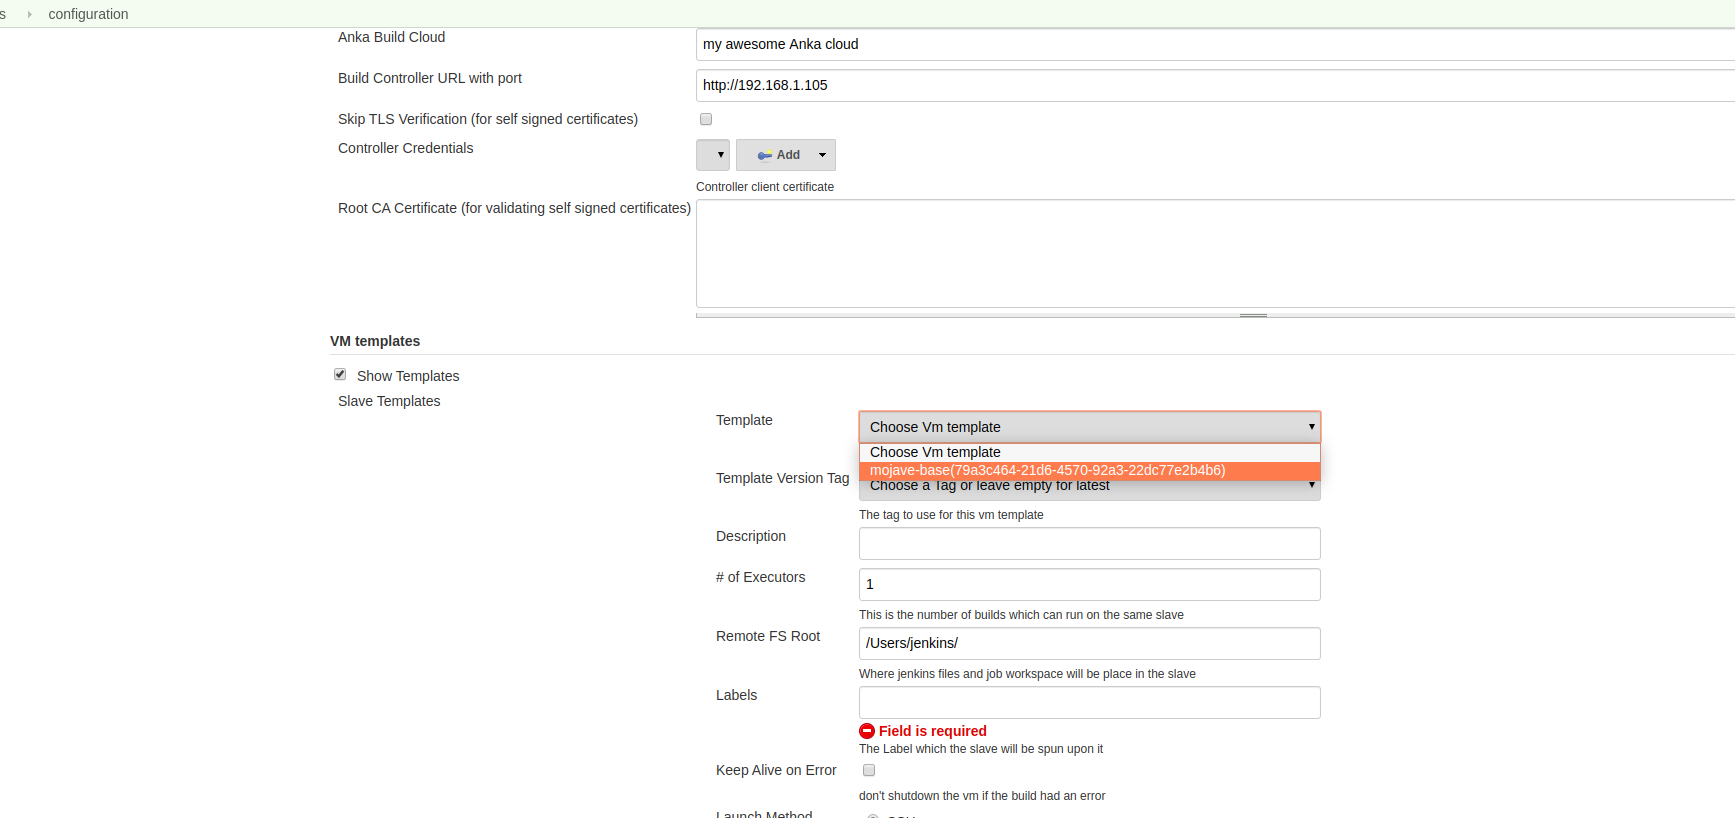 s configuration
Anka Build Cloud
my awesome Anka cloud
Build Controller URL with port
http://192.168.1.105
Skip TLS Verification (for self signed certificates)
Controller Credentials
Add
Controller client certificate
Root CA Certificate (for validating self signed certificates)
VM templates
Show Templates
Slave Templates
Template
Choose Vm template
Choose Vm template
mojave-base(79a3c464-21d6-4570-92a3-22dc77e2b4b6)
Template Version Tag
Choose a Tag or leave empty for latest
The tag to use for this vm template
Description
# of Executors
1
This is the number of builds which can run on the same slave
Remote FS Root
/Users/jenkins/
Where jenkins files and job workspace will be place in the slave
Labels
Field is required
The Label which the slave will be spun upon it
Keep Alive on Error
don't shutdown the vm if the build had an error
Launch Method